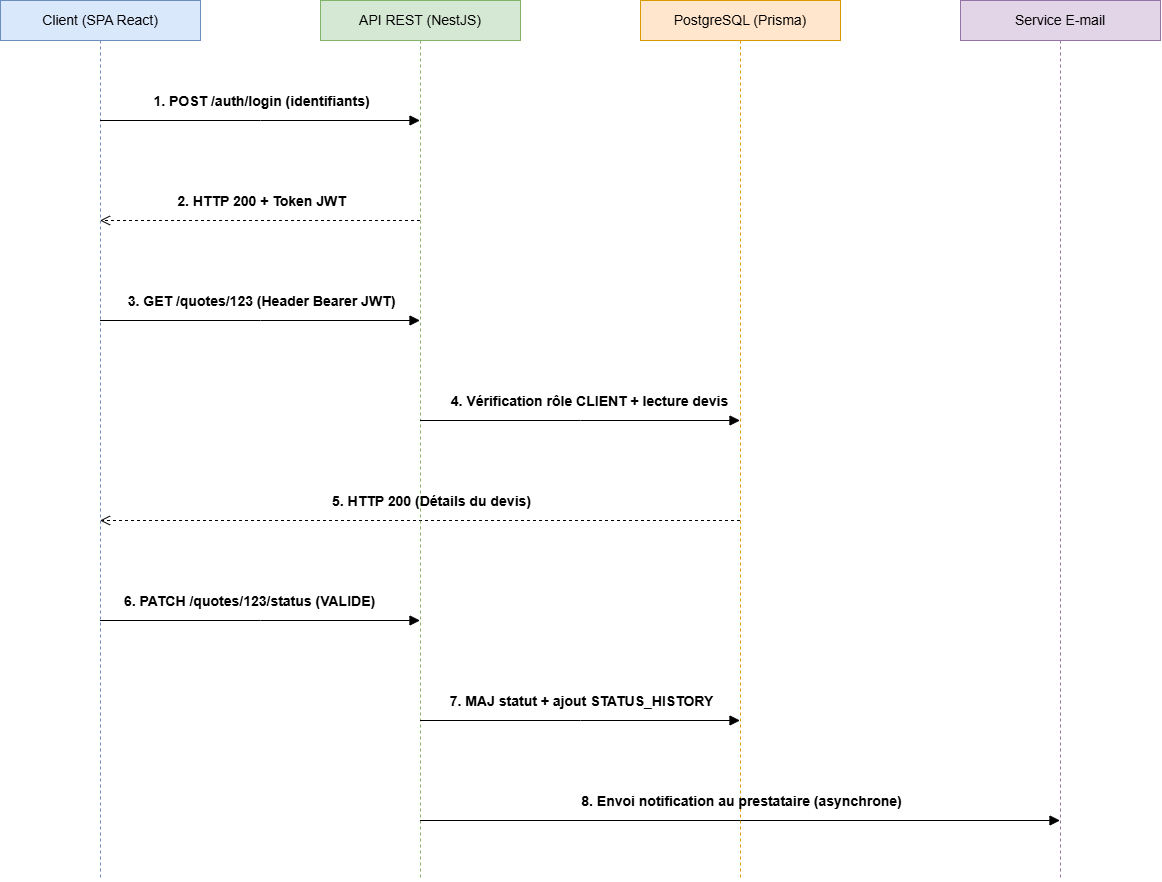 Client (SPA React)
API REST (NestJS)
PostgreSQL (Prisma)
Service E-mail
1. POST /auth/login (identifiants)
2. HTTP 200 + Token JWT
3. GET /quotes/123 (Header Bearer JWT)
4. Vérification rôle CLIENT + lecture devis
5. HTTP 200 (Détails du devis)
6. PATCH /quotes/123/status (VALIDE)
7. MAJ statut + ajout STATUS_HISTORY
8. Envoi notification au prestataire (asynchrone)